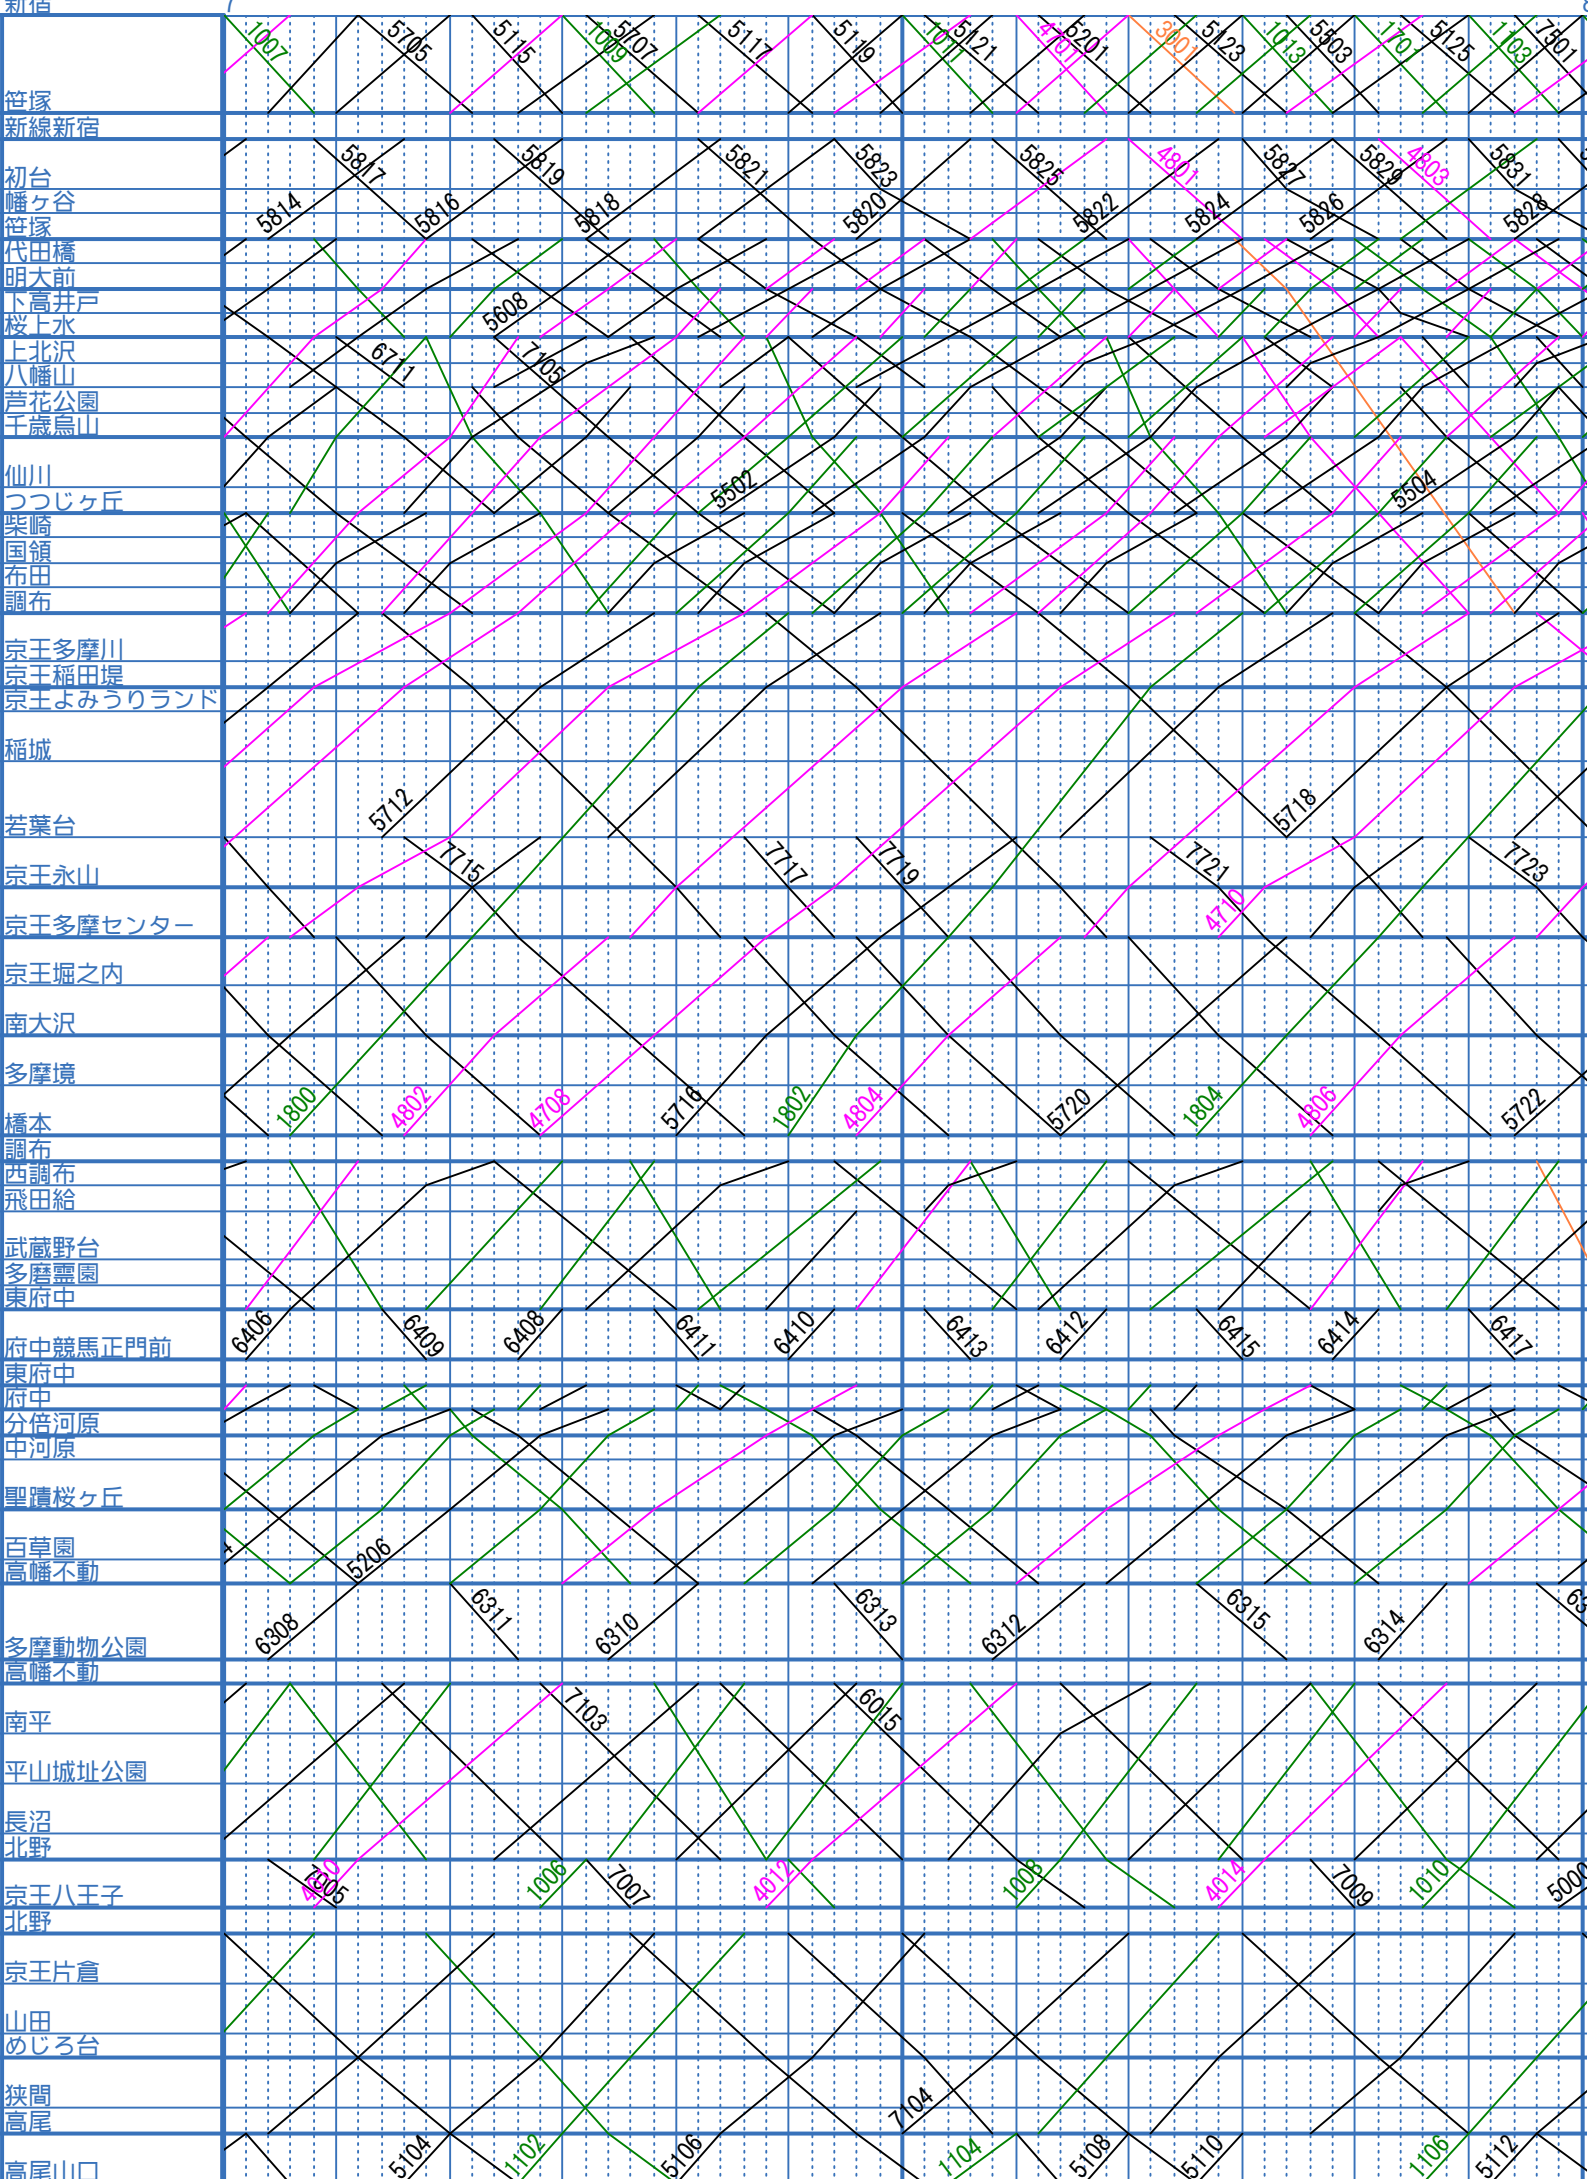 新宿 7
1007 5705 5115 1009 5707 5117 5119 5121 4701 6201 3001 5123 1013 5503 1701 5125 1103 7501
笹塚
新線新宿
5817 5819 5821 5823 5825 4801 5827 5829 4803 5831
初台
幡ヶ谷
5814 5816 5818 5820 5822 5824 5826 5828
笹塚
代田橋
明大前
下高井戸
5608
桜上水
上北沢
6711 7105
八幡山
芦花公園
千歳烏山
仙川
5502 5504
つつじヶ丘
柴崎
国領
布田
調布
京王多摩川
京王稲田堤
京王よみうりランド
稲城
5712 5718
若葉台
7715 7717 7719 7721 7723
京王永山
4710
京王多摩センター
京王堀之内
南大沢
多摩境
1800 4802 4708 5716 1802 4804 5720 1804 4806 5722
橋本
調布
西調布
飛田給
武蔵野台
多磨霊園
東府中
6406 6409 6408 6411 6410 6413 6412 6415 6414 6417
府中競馬正門前
東府中
府中
分倍河原
中河原
聖蹟桜ヶ丘
百草園
5206
高幡不動
6308 6311 6310 6313 6312 6315 6314
多摩動物公園
高幡不動
7103 6015
南平
平山城址公園
長沼
北野
7005 1006 7007 4012 1008 4014 7009 1010 5000
京王八王子
北野
京王片倉
山田
めじろ台
狭間
7104
高尾
5104 1102 5106 1104 5108 5110 1106 5112
高尾山口